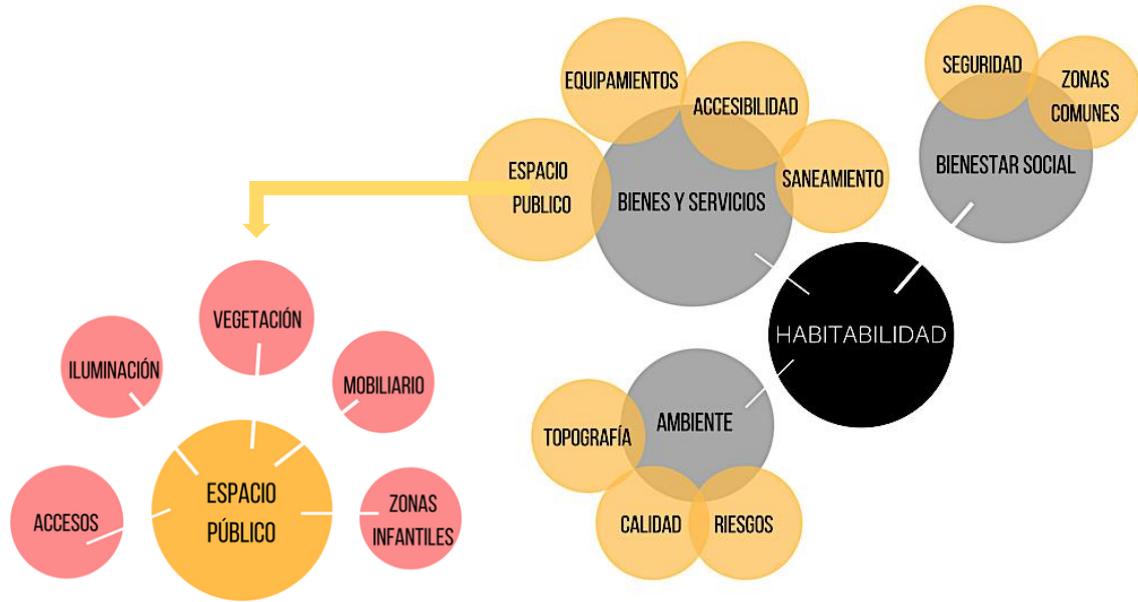 EQUIPAMIENTOS
ACCESIBILIDAD
ESPACIO
PUBLICO
BIENES Y SERVICIOS
SANEAMIENTO
SEGURIDAD
ZONAS
COMUNES
BIENESTAR SOCIAL
HABITABILIDAD
AMBIENTE
TOPOGRAFÍA
CALIDAD
RIESGOS
VEGETACIÓN
ILUMINACIÓN
MOBILIARIO
ACCESOS
ESPACIO
PÚBLICO
ZONAS
INFANTILES